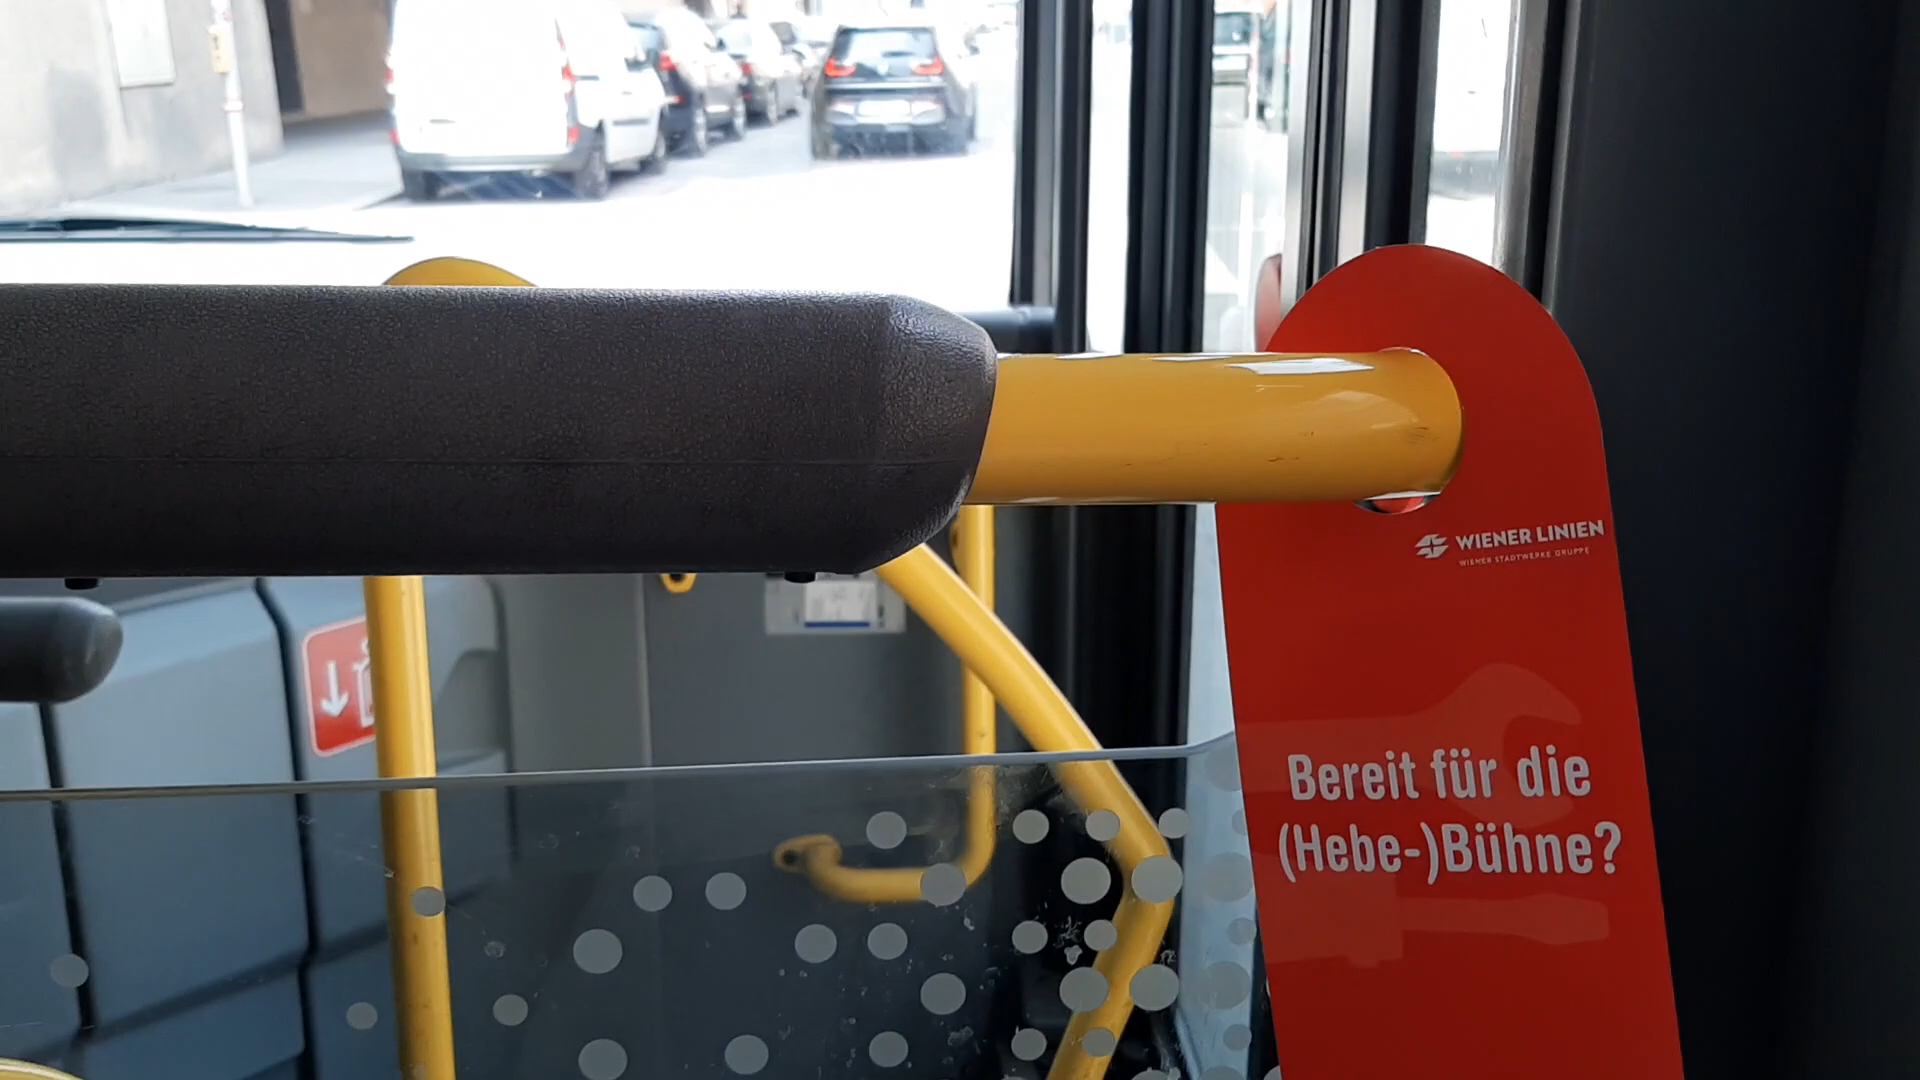 WIENER LINIEN
WIENER STADTWERKE GRUPPE
Bereit für die
(Hebe-)Bühne?